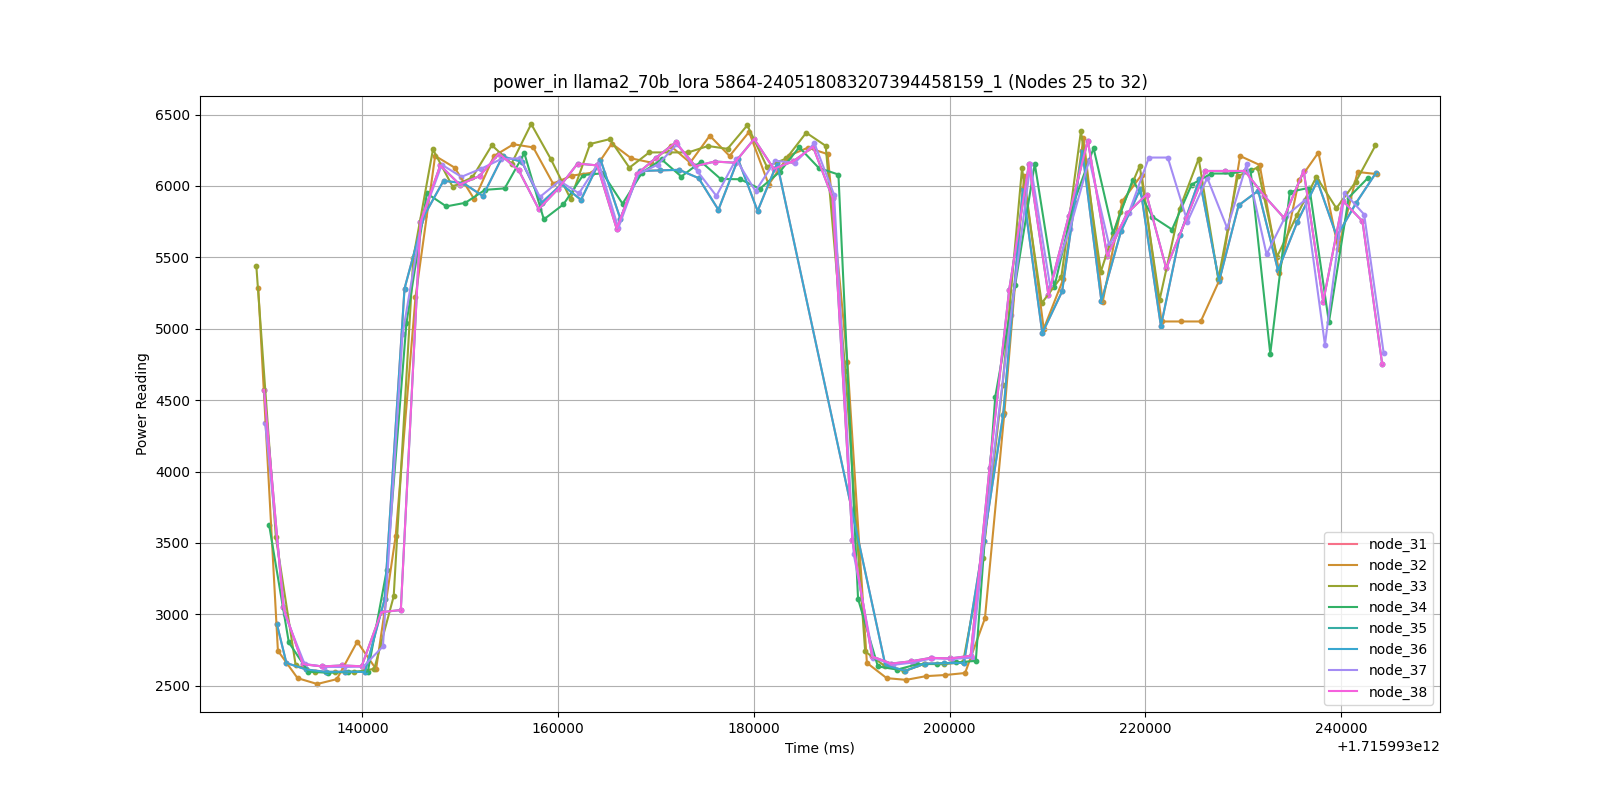 power_in llama2_70b_lora 5864-240518083207394458159_1 (Nodes 25 to 32)
6500
6000
5500
5000
4500
4000
3500
3000
2500
Power Reading
node_31
node_32
node_33
node_34
node_35
node_36
node_37
node_38
140000 160000 180000 200000 220000 240000
Time (ms)
+1.715993e12